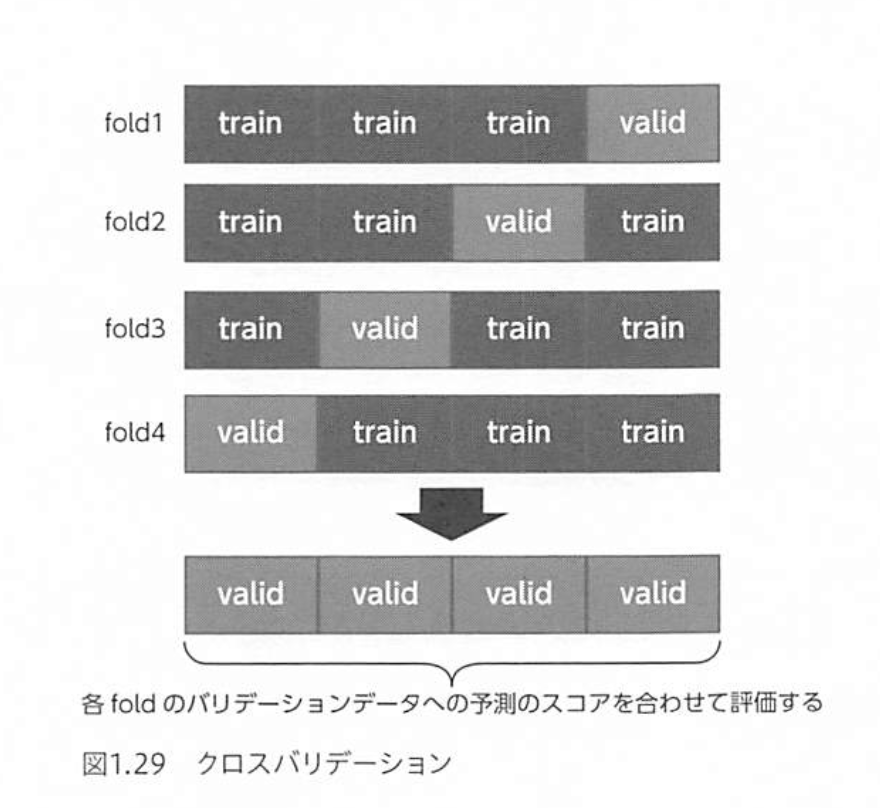 fold1 train train train valid
fold2 train train valid train
fold3 train valid train train
fold4 valid train train train
valid valid valid valid
各 fold のバリデーションデータへの予測のスコアを合わせて評価する
図1.29 クロスバリデーション